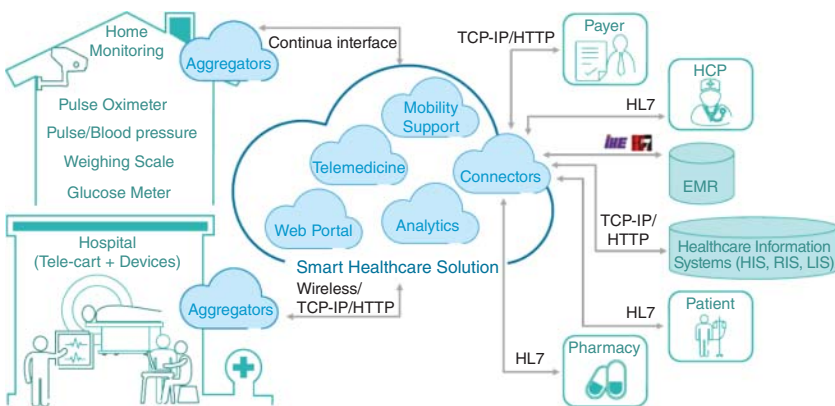 Home
Monitoring
Aggregators
Pulse Oximeter
Pulse/Blood pressure
Weighing Scale
Glucose Meter
Hospital
(Tele-cart + Devices)
Aggregators
Continua interface
Mobility
Support
Telemedicine
Connectors
Web Portal
Analytics
Smart Healthcare Solution
Wireless/
TCP-IP/HTTP
TCP-IP/HTTP
Payer
HCP
HL7
IHE
EMR
TCP-IP/
HTTP
Healthcare Information
Systems (HIS, RIS, LIS)
HL7
Patient
HL7
Pharmacy